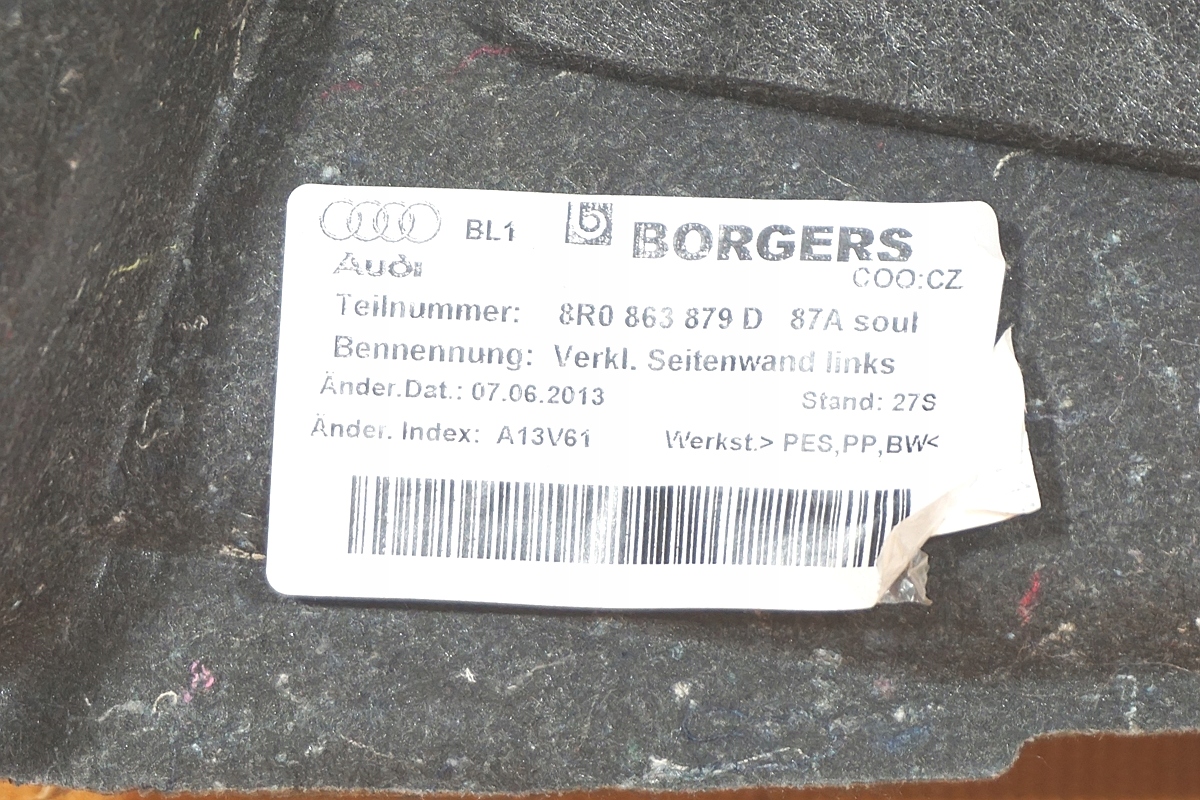 BL1 BORGERS
Audi COO:CZ
Teilnummer: 8R0 863 879 D 87A soul
Bennennung: Verkl. Seitenwand links
Änder.Dat.: 07.06.2013 Stand: 27S
Änder. Index: A13V61 Werkst.> PES,PP,BW<